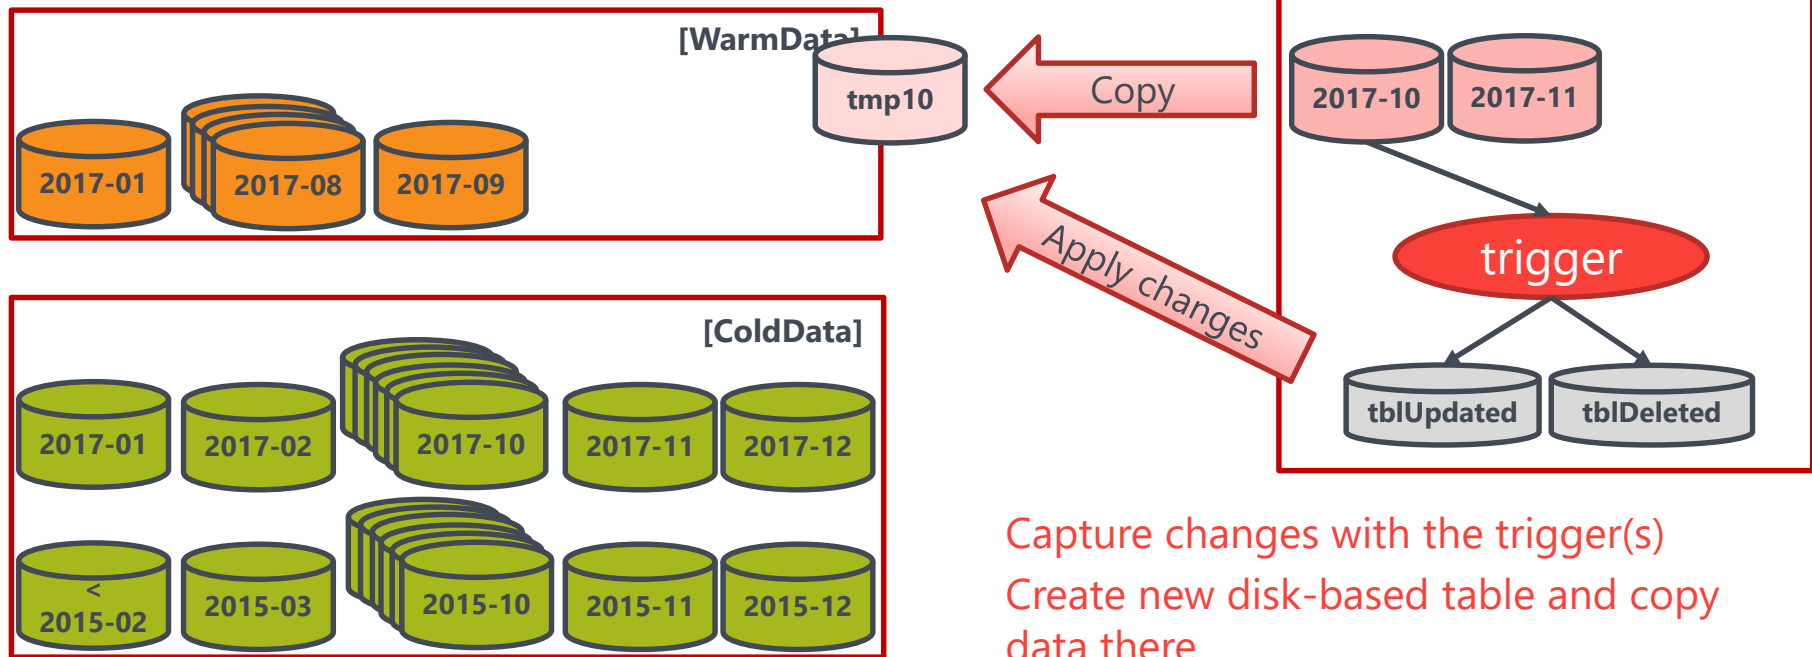 [WarmData]
tmp10
Copy
2017-10
2017-11
2017-01
2017-08
2017-09
Apply changes
trigger
[ColdData]
tblUpdated
tblDeleted
2017-01
2017-02
2017-10
2017-11
2017-12
<
2015-02
2015-03
2015-10
2015-11
2015-12
Capture changes with the trigger(s)
Create new disk-based table and copy
data there